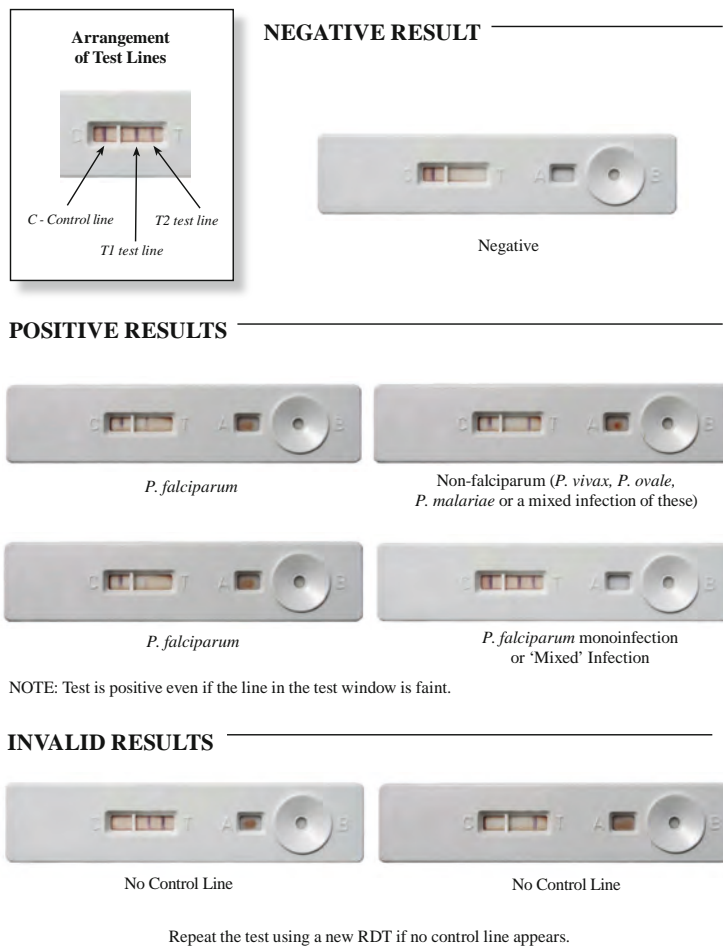 Arrangement
of Test Lines
C T
C - Control line
T2 test line
T1 test line
NEGATIVE RESULT
C T A B
Negative
POSITIVE RESULTS
C T A B
P. falciparum
C T A B
Non-falciparum (P. vivax, P. ovale,
P. malariae or a mixed infection of these)
C T A B
P. falciparum
C T A B
P. falciparum monoinfection
or ‘Mixed’ Infection
NOTE: Test is positive even if the line in the test window is faint.
INVALID RESULTS
C T A B
No Control Line
C T A B
No Control Line
Repeat the test using a new RDT if no control line appears.